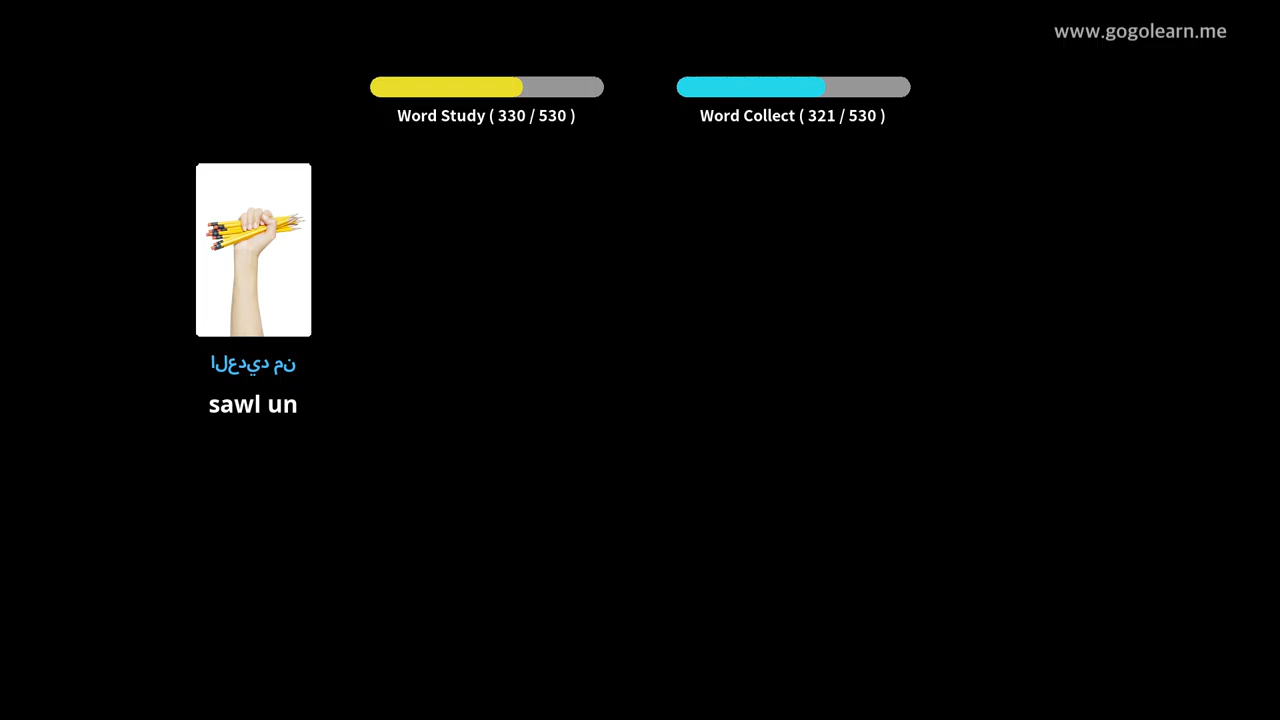 www.gogolearn.me
Word Study ( 330 / 530 )
Word Collect ( 321 / 530 )
العديد من
sawl un